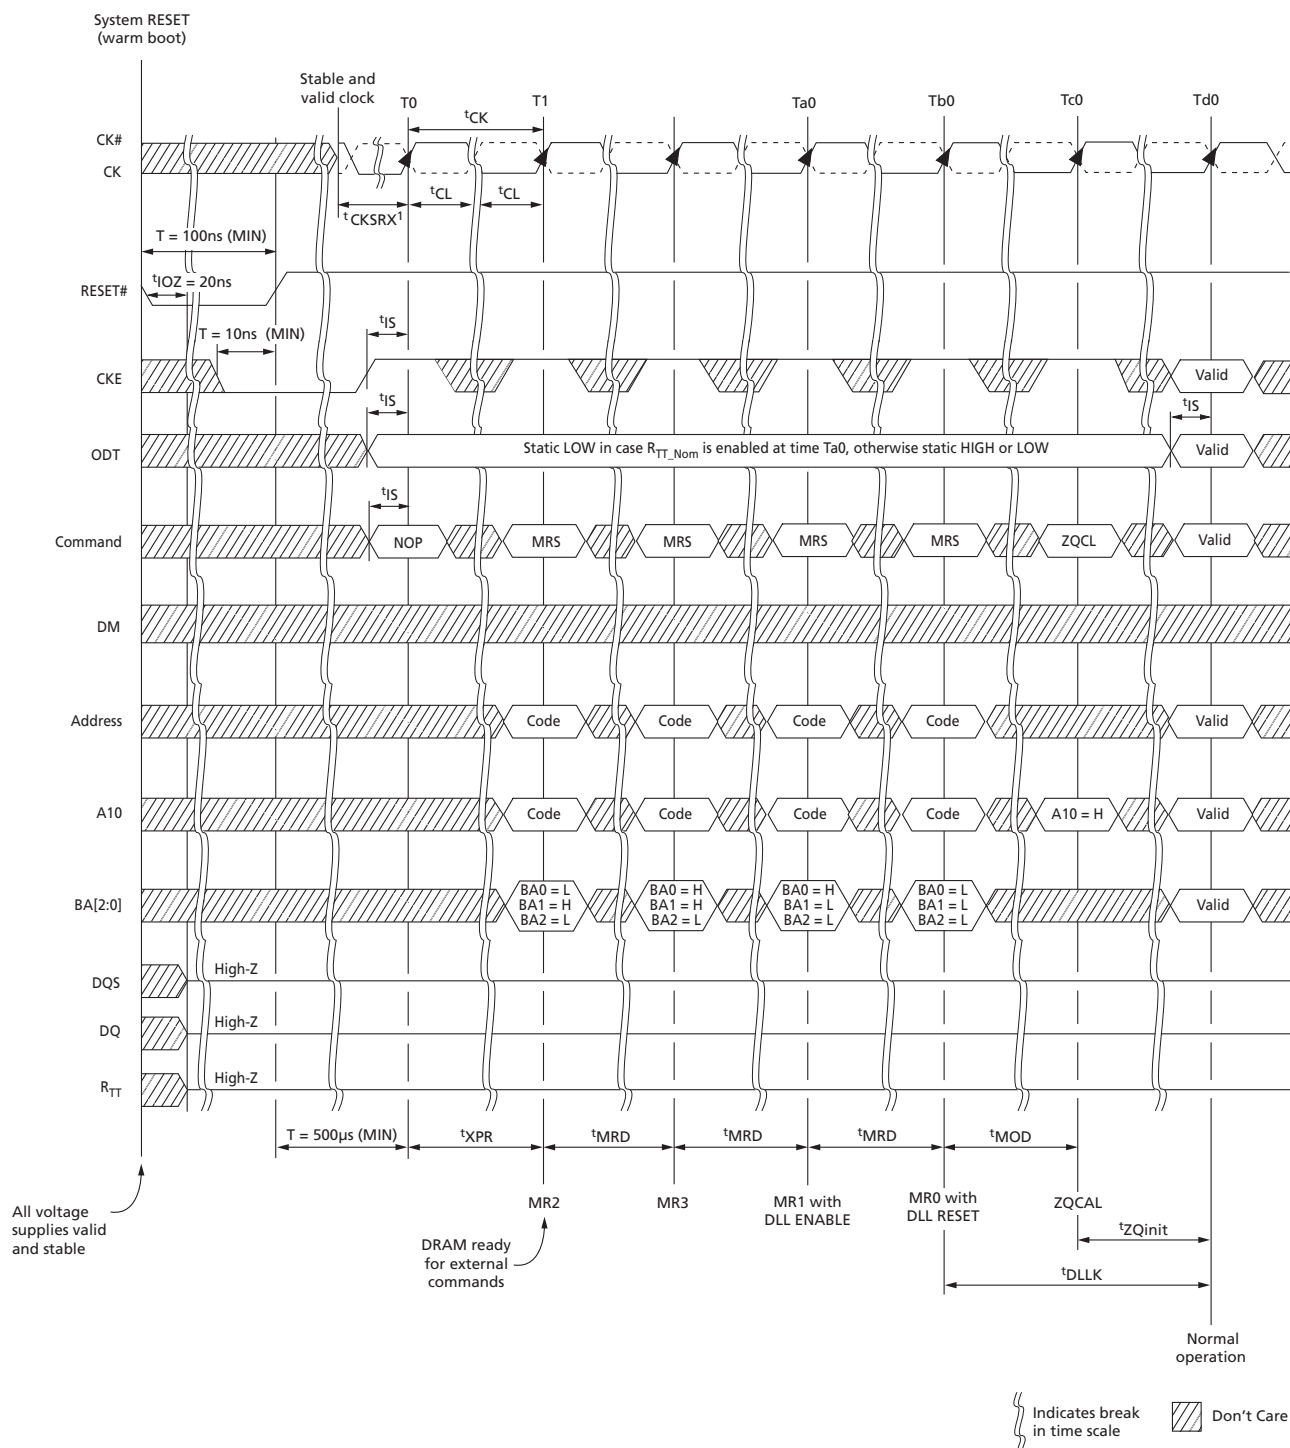 System RESET
(warm boot)
Stable and
valid clock
T0
T1
Ta0
Tb0
Tc0
Td0
tCK
CK#
CK
tCL
tCL
tCKSRX1
T = 100ns (MIN)
tIOZ = 20ns
RESET#
T = 10ns (MIN)
tIS
CKE
Valid
tIS
tIS
ODT
Static LOW in case RTT_Nom is enabled at time Ta0, otherwise static HIGH or LOW
Valid
tIS
Command
NOP
MRS
MRS
MRS
MRS
ZQCL
Valid
DM
Address
Code
Code
Code
Code
Valid
A10
Code
Code
Code
Code
A10 = H
Valid
BA[2:0]
BA0 = L
BA1 = H
BA2 = L
BA0 = H
BA1 = H
BA2 = L
BA0 = H
BA1 = L
BA2 = L
BA0 = L
BA1 = L
BA2 = L
Valid
DQS
High-Z
DQ
High-Z
RTT
High-Z
T = 500µs (MIN)
tXPR
tMRD
tMRD
tMRD
tMOD
All voltage
supplies valid
and stable
MR2
MR3
MR1 with
DLL ENABLE
MR0 with
DLL RESET
ZQCAL
DRAM ready
for external
commands
tZQinit
tDLLK
Normal
operation
Indicates break
in time scale
Don't Care